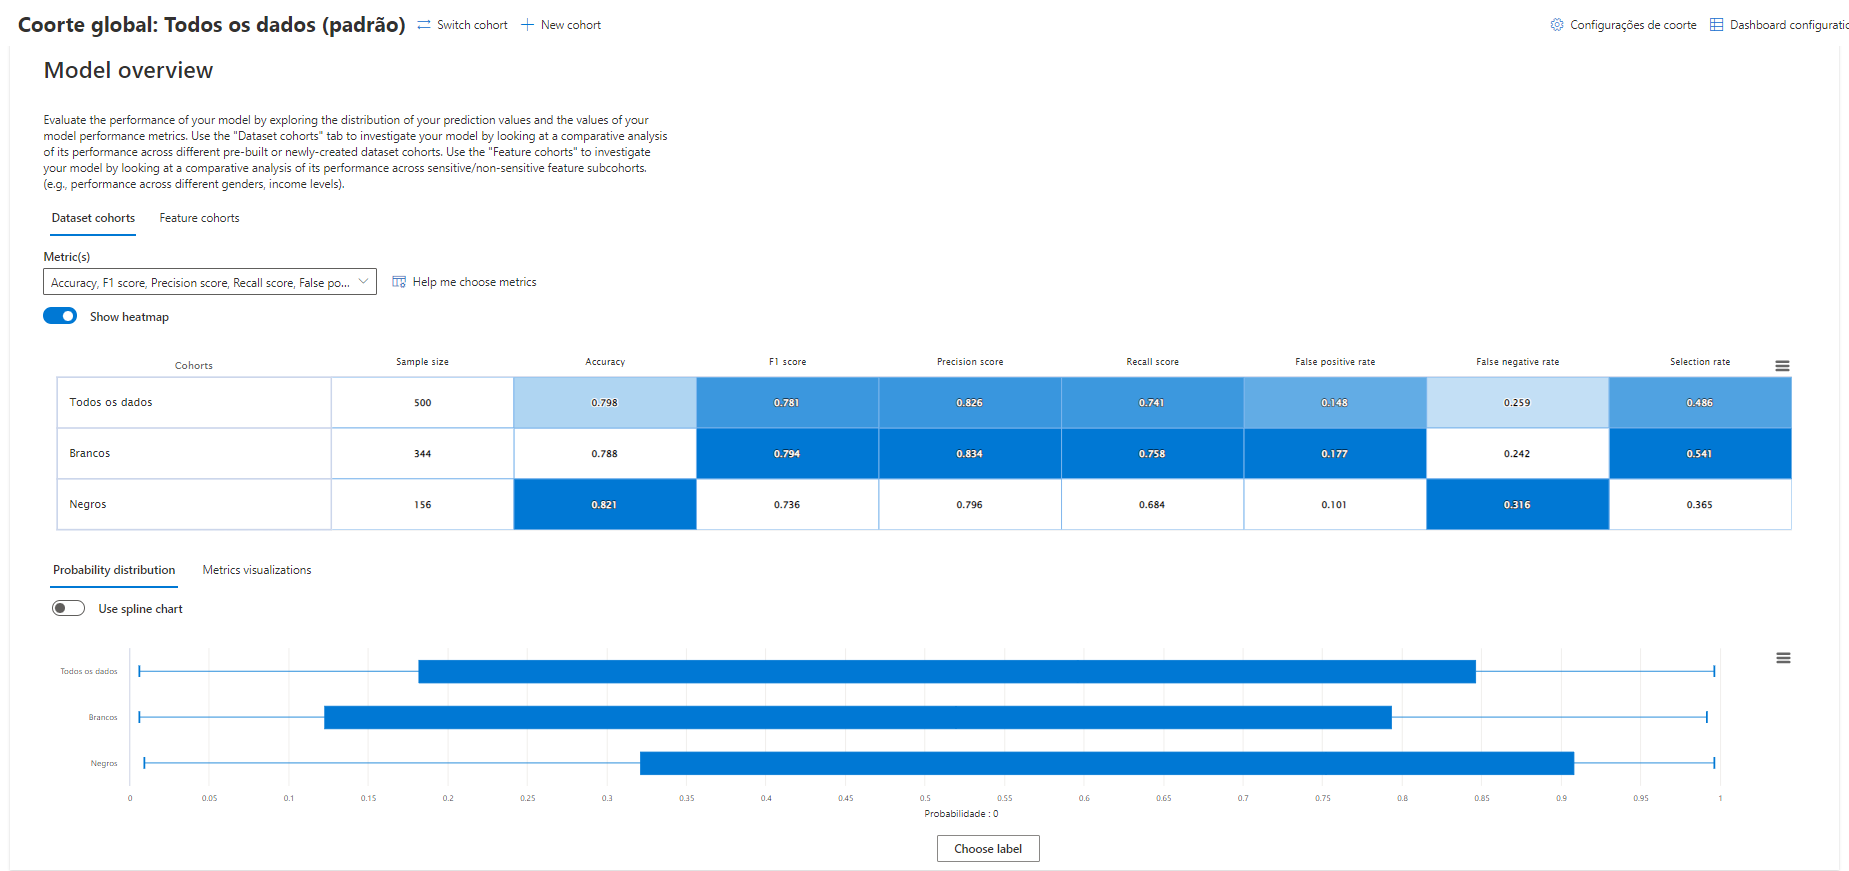 Coorte global: Todos os dados (padrão) Switch cohort New cohort Configurações de coorte Dashboard configuratio
Model overview
Evaluate the performance of your model by exploring the distribution of your prediction values and the values of your
model performance metrics. Use the "Dataset cohorts" tab to investigate your model by looking at a comparative analysis
of its performance across different pre-built or newly-created dataset cohorts. Use the "Feature cohorts" to investigate
your model by looking at a comparative analysis of its performance across sensitive/non-sensitive feature subcohorts.
(e.g., performance across different genders, income levels).
Dataset cohorts Feature cohorts
Metric(s)
Accuracy, F1 score, Precision score, Recall score, False po... Help me choose metrics
Show heatmap
Cohorts Sample size Accuracy F1 score Precision score Recall score False positive rate False negative rate Selection rate
Todos os dados 500 0.798 0.781 0.826 0.741 0.148 0.259 0.486
Brancos 344 0.788 0.794 0.834 0.758 0.177 0.242 0.541
Negros 156 0.821 0.736 0.796 0.684 0.101 0.316 0.365
Probability distribution Metrics visualizations
Use spline chart
Todos os dados
Brancos
Negros
0 0.05 0.1 0.15 0.2 0.25 0.3 0.35 0.4 0.45 0.5 0.55 0.6 0.65 0.7 0.75 0.8 0.85 0.9 0.95 1
Probabilidade : 0
Choose label